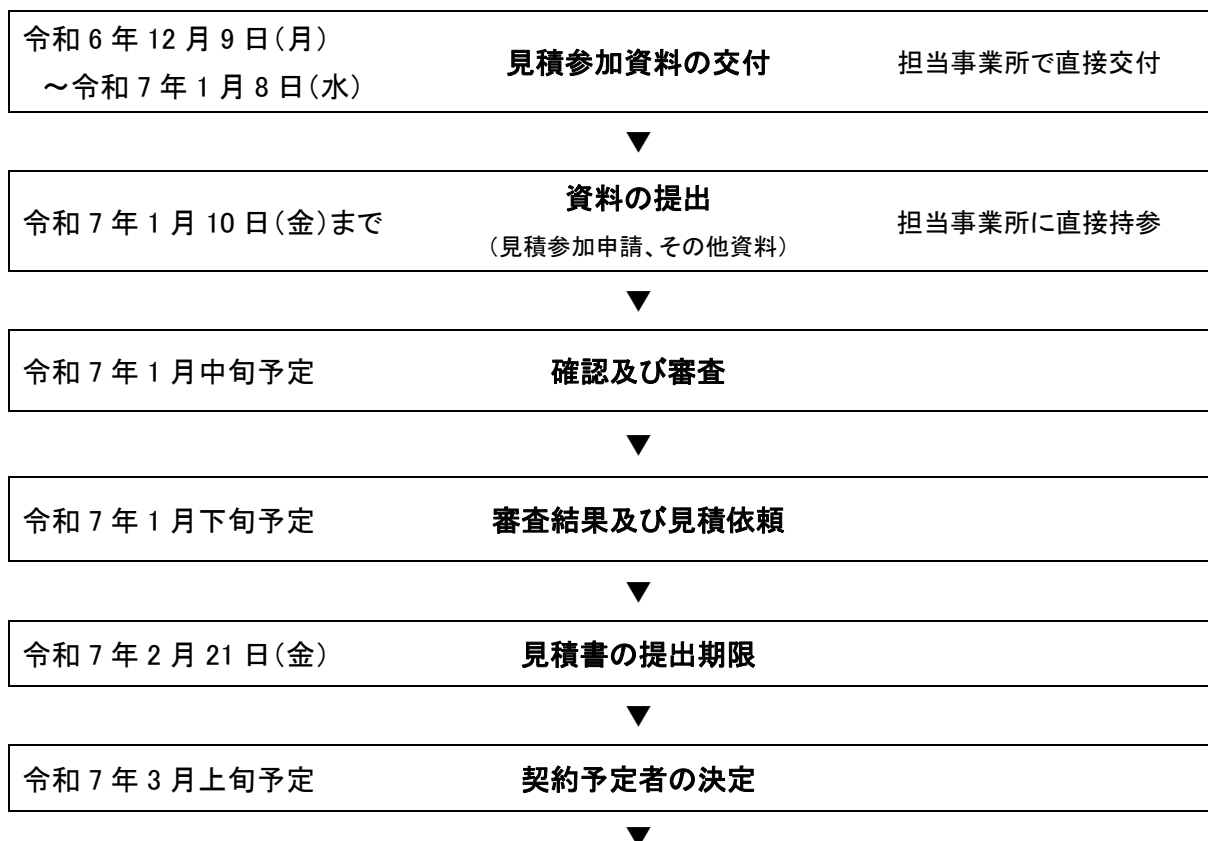 令和6年12月9日(月)
~令和7年1月8日(水)
見積参加資料の交付
担当事業所で直接交付
▼
令和7年1月10日(金)まで
資料の提出
(見積参加申請、その他資料)
担当事業所に直接持参
▼
令和7年1月中旬予定
確認及び審査
▼
令和7年1月下旬予定
審査結果及び見積依頼
▼
令和7年2月21日(金)
見積書の提出期限
▼
令和7年3月上旬予定
契約予定者の決定
▼